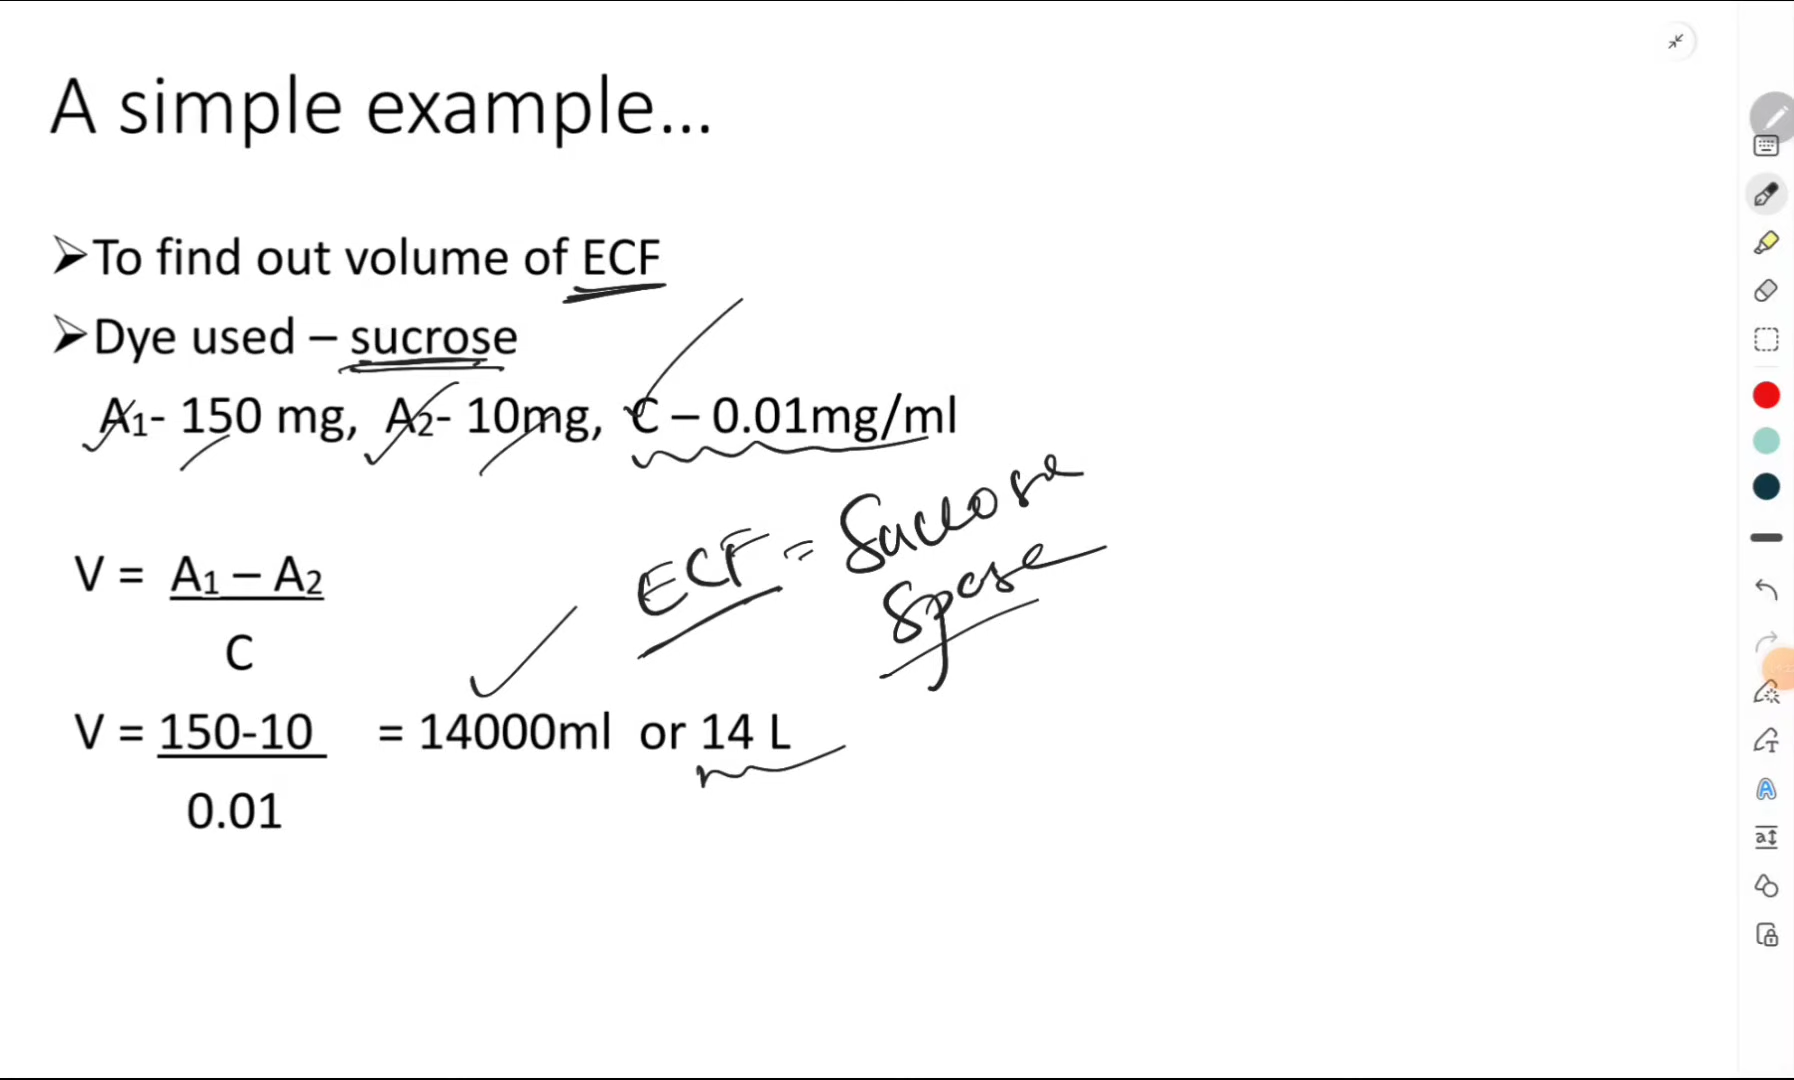 A simple example...
➢To find out volume of ECF
➢Dye used – sucrose
A1- 150 mg, A2- 10mg, C – 0.01mg/ml
ECF = Sucrose
Space
V = A1 – A2
C
V = 150-10 = 14000ml or 14 L
0.01